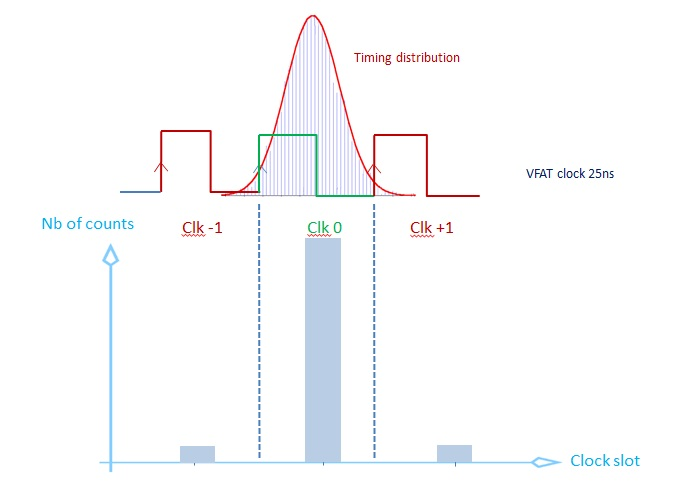 Timing distribution
VFAT clock 25ns
Nb of counts
Clk -1
Clk 0
Clk +1
Clock slot